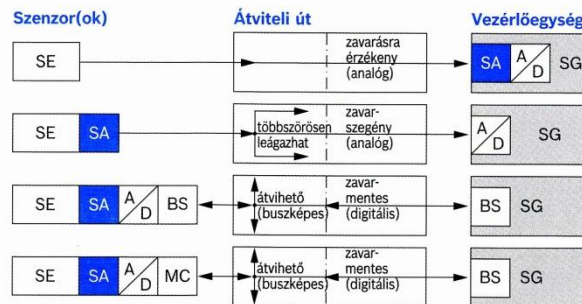 Szenzor(ok) Átviteli út Vezérlőegység
SE
zavarásra
érzékeny
(analóg)
SA A D SG
SE SA
többszörösen
leágazhat
zavar-
szegény
(analóg)
A D SG
SE SA A D BS
átvihető
(buszképes)
zavar-
mentes
(digitális)
BS SG
SE SA A D MC
átvihető
(buszképes)
zavar-
mentes
(digitális)
BS SG